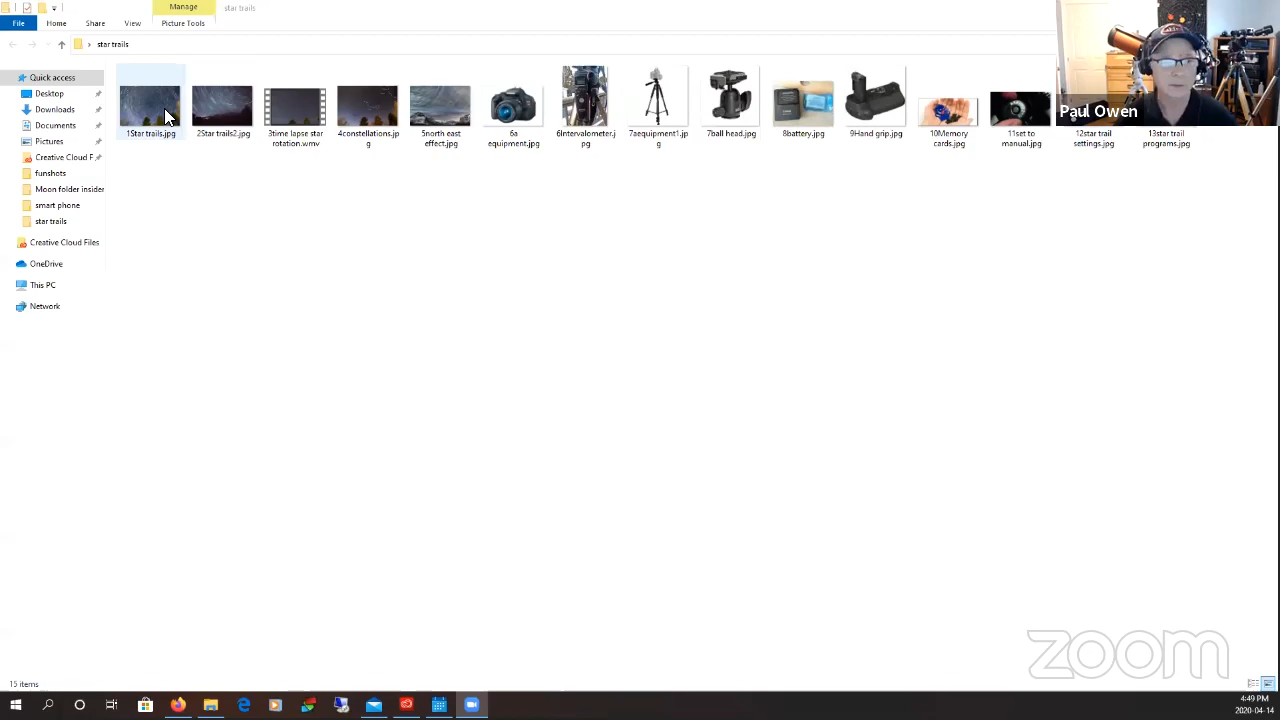 Manage
star trails
File
Home
Share
View
Picture Tools
star trails
Paul Owen
Quick access
Desktop
Downloads
Documents
Pictures
Creative Cloud F
funshots
Moon folder insider
smart phone
star trails
Creative Cloud Files
OneDrive
This PC
Network
1Star trails.jpg
2Star trails2.jpg
3time lapse star
rotation.wmv
4constellations.jp
g
5north east
effect.jpg
6a
equipment.jpg
6Intervalometer.j
pg
7aequipment1.jp
g
7ball head.jpg
8battery.jpg
9Hand grip.jpg
10Memory
cards.jpg
11set to
manual.jpg
12star trail
settings.jpg
13star trail
programs.jpg
zoom
15 items
4:49 PM
2020-04-14